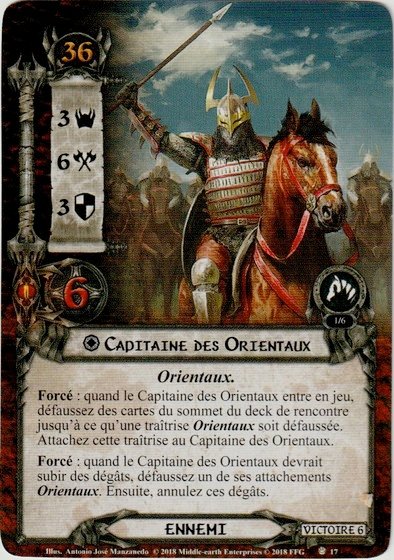 36
3
6
3
6
1/6
CAPITAINE DES ORIENTAUX
Orientaux.
Forcé : quand le Capitaine des Orientaux entre en jeu,
défaussez des cartes du sommet du deck de rencontre
jusqu'à ce qu'une traîtrise Orientaux soit défaussée.
Attachez cette traîtrise au Capitaine des Orientaux.
Forcé : quand le Capitaine des Orientaux devrait
subir des dégâts, défaussez un de ses attachements
Orientaux. Ensuite, annulez ces dégâts.
ENNEMI
VICTOIRE 6
Illus. Antonio José Manzanedo © 2018 Middle-earth Enterprises © 2018 FFG 17